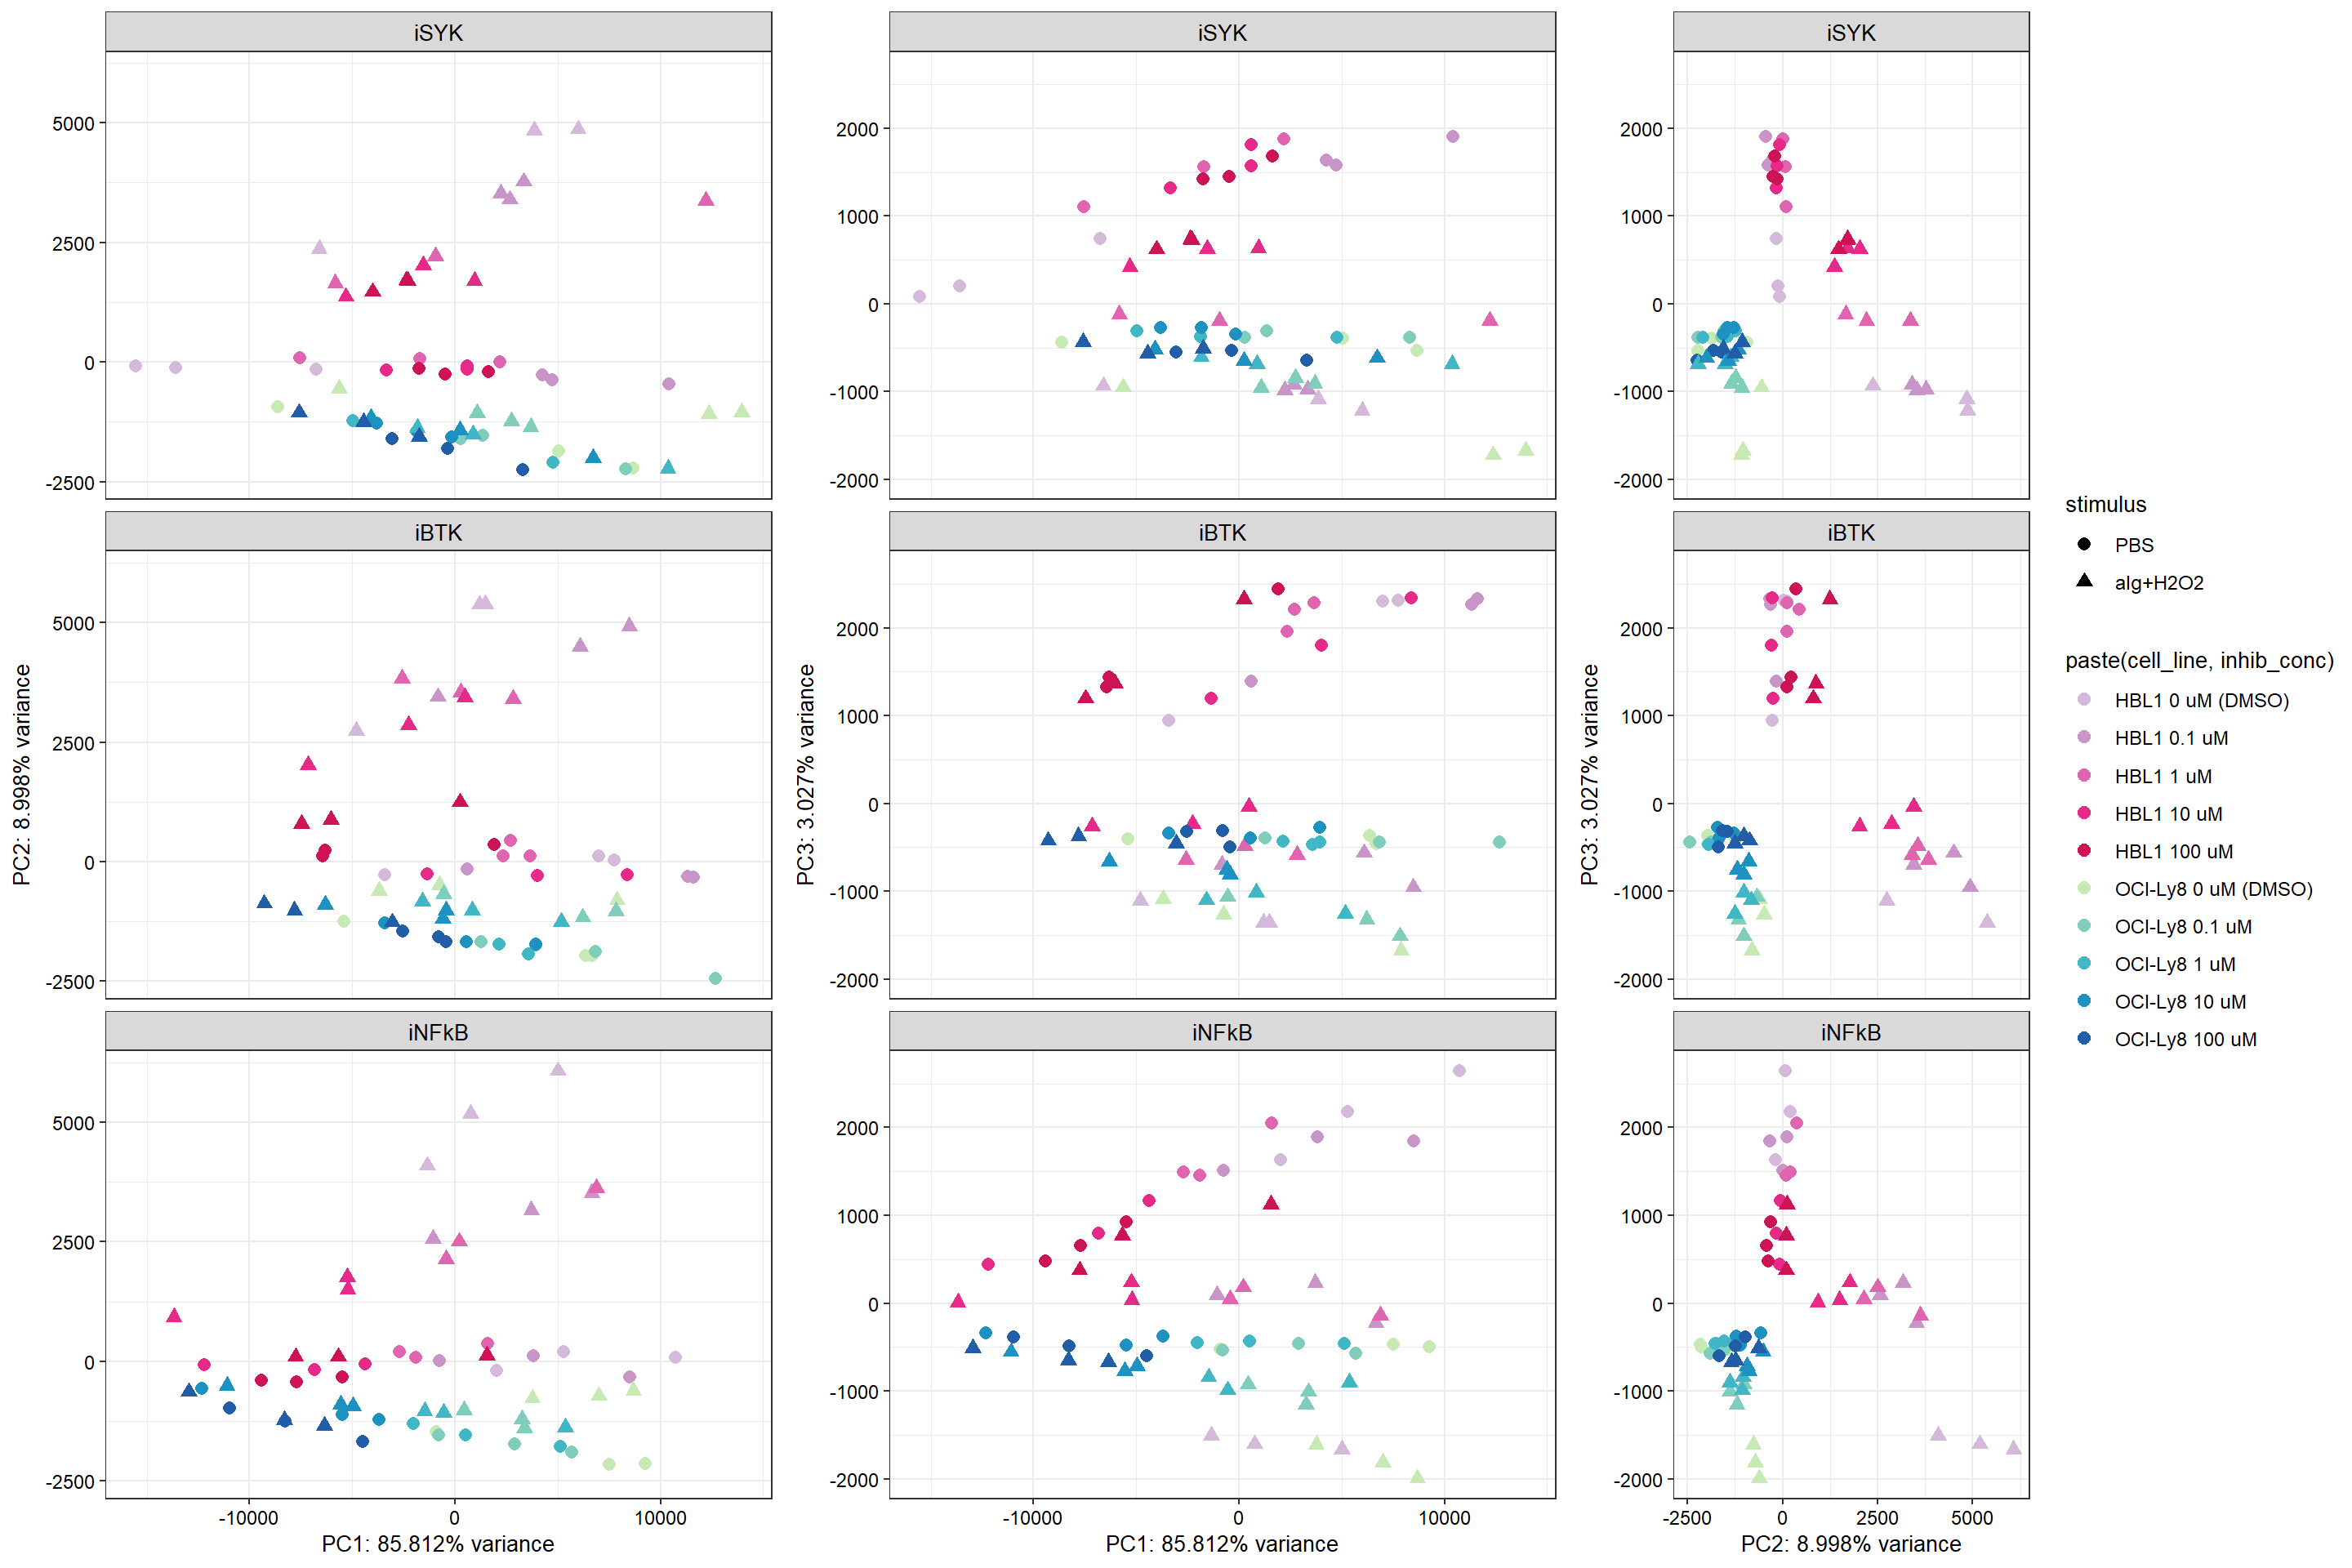 iSYK
iSYK
iSYK
5000
2500
0
-2500
2000
1000
0
-1000
-2000
2000
1000
0
-1000
-2000
iBTK
iBTK
iBTK
5000
2500
0
-2500
2000
1000
0
-1000
-2000
2000
1000
0
-1000
-2000
iNFkB
iNFkB
iNFkB
5000
2500
0
-2500
2000
1000
0
-1000
-2000
2000
1000
0
-1000
-2000
-10000
0
10000
-10000
0
10000
-2500
0
2500
5000
PC2: 8.998% variance
PC3: 3.027% variance
PC3: 3.027% variance
PC1: 85.812% variance
PC1: 85.812% variance
PC2: 8.998% variance
stimulus
PBS
aIg+H2O2
paste(cell_line, inhib_conc)
HBL1 0 uM (DMSO)
HBL1 0.1 uM
HBL1 1 uM
HBL1 10 uM
HBL1 100 uM
OCI-Ly8 0 uM (DMSO)
OCI-Ly8 0.1 uM
OCI-Ly8 1 uM
OCI-Ly8 10 uM
OCI-Ly8 100 uM